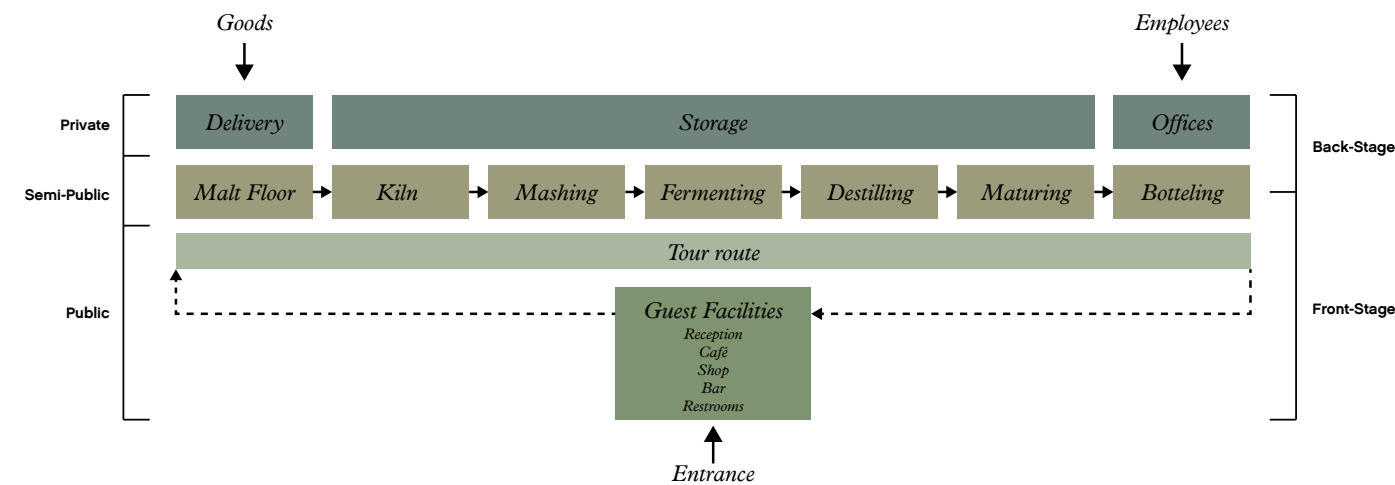 Goods
Employees
Private
Delivery
Storage
Offices
Back-Stage
Semi-Public
Malt Floor
Kiln
Mashing
Fermenting
Destilling
Maturing
Botteling
Tour route
Public
Guest Facilities
Reception
Café
Shop
Bar
Restrooms
Front-Stage
Entrance